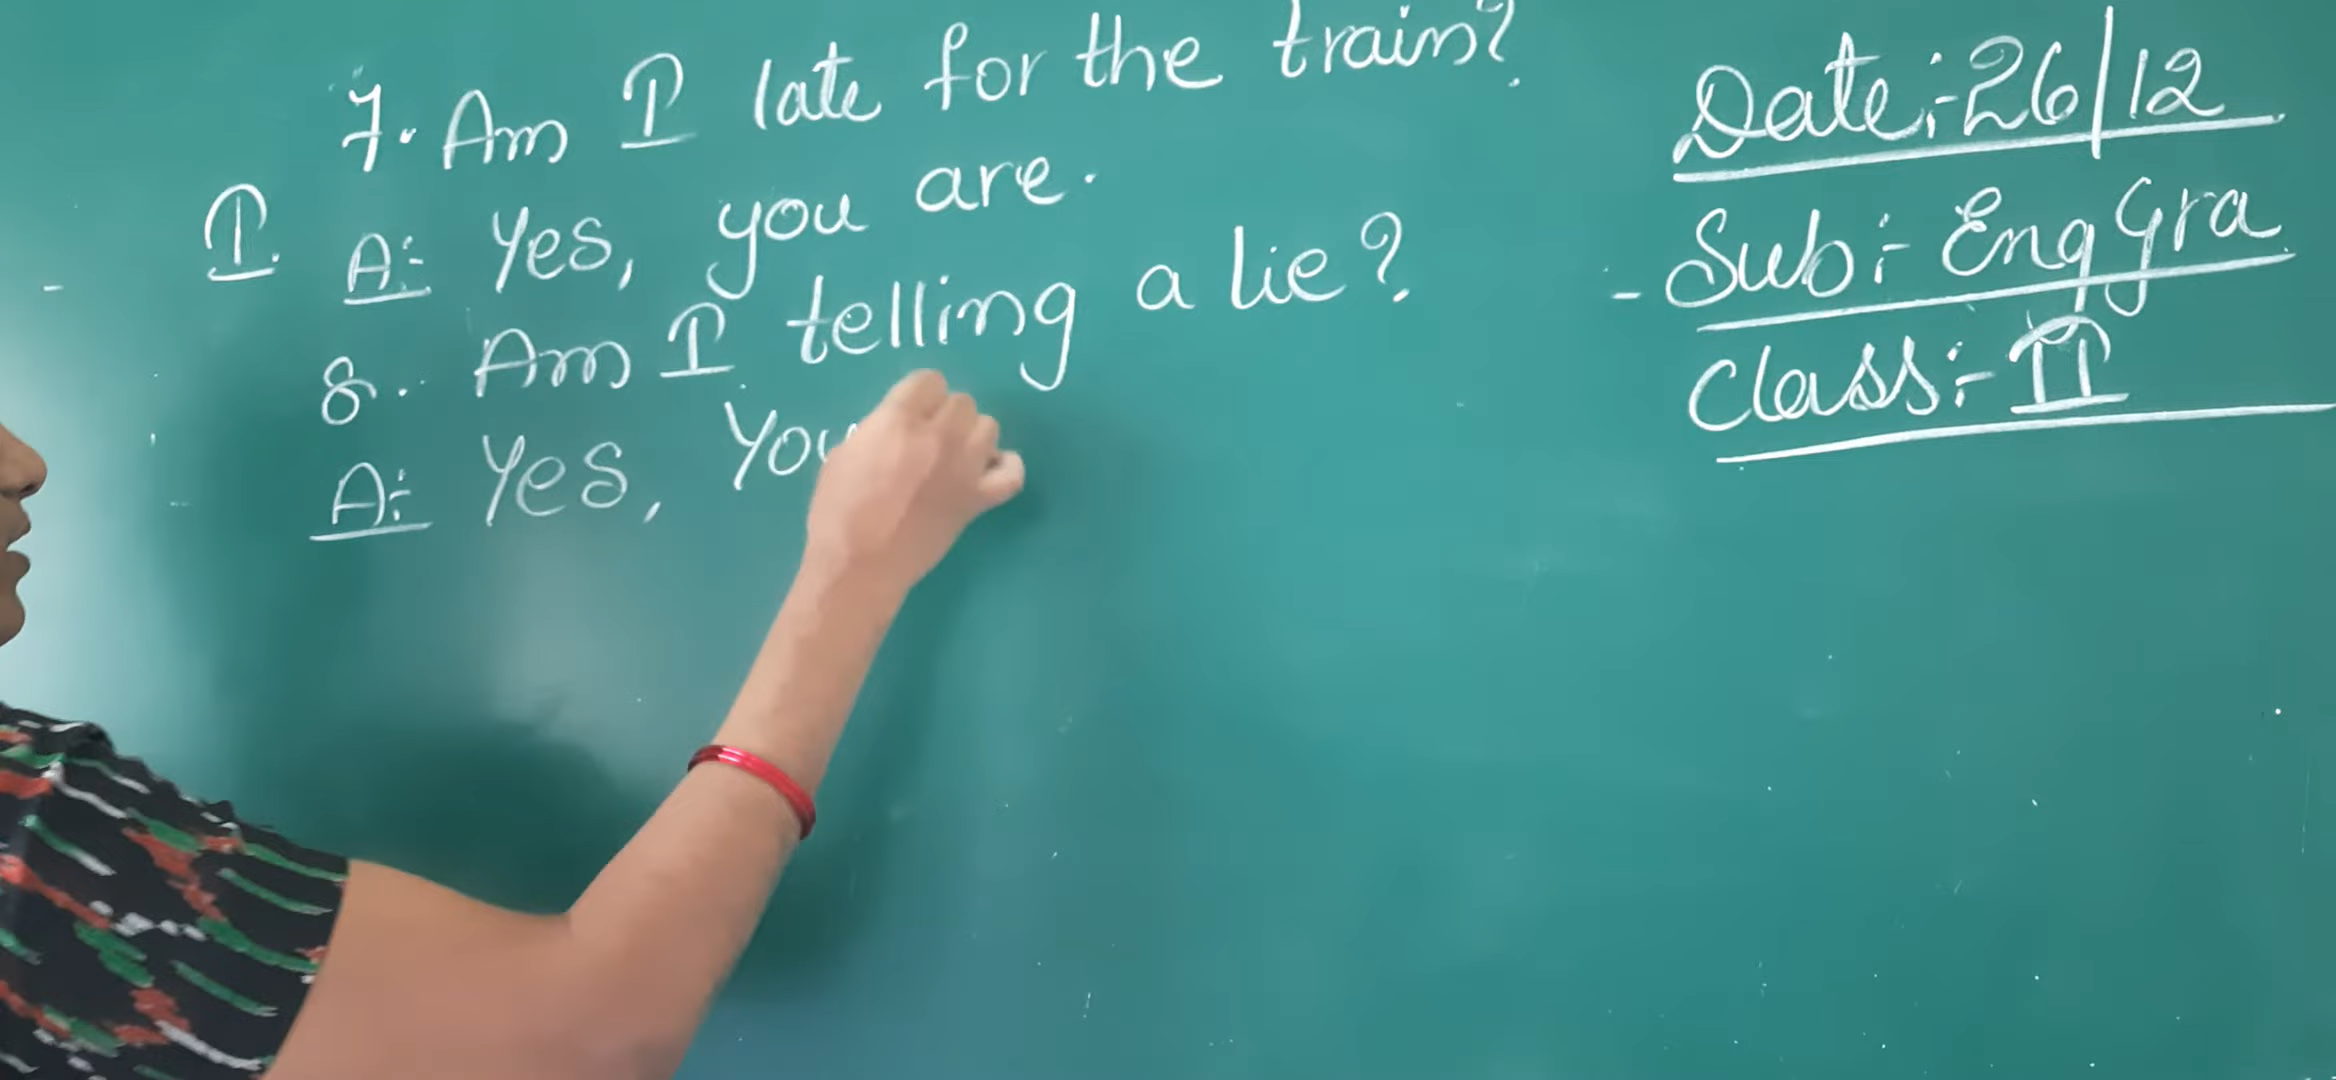 7. Am I late for the train?
I. A:- Yes, you are.
8. Am I telling a lie?
A:- Yes, You
Date:-26/12
Sub:- Eng Gra
Class:- II